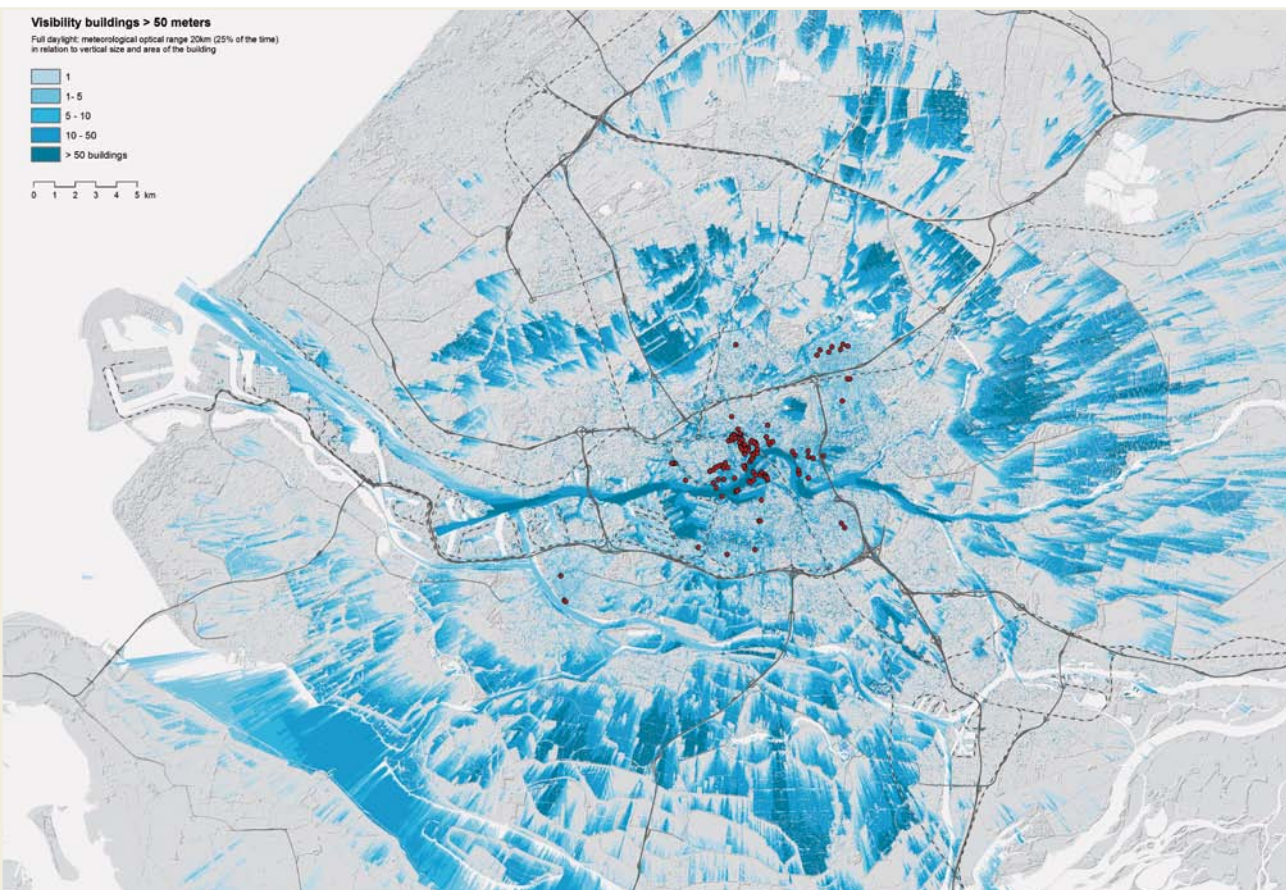 Visibility buildings > 50 meters
Full daylight: meteorological optical range 20km (25% of the time)
in relation to vertical size and area of the building
1
1- 5
5 - 10
10 - 50
> 50 buildings
0 1 2 3 4 5 km